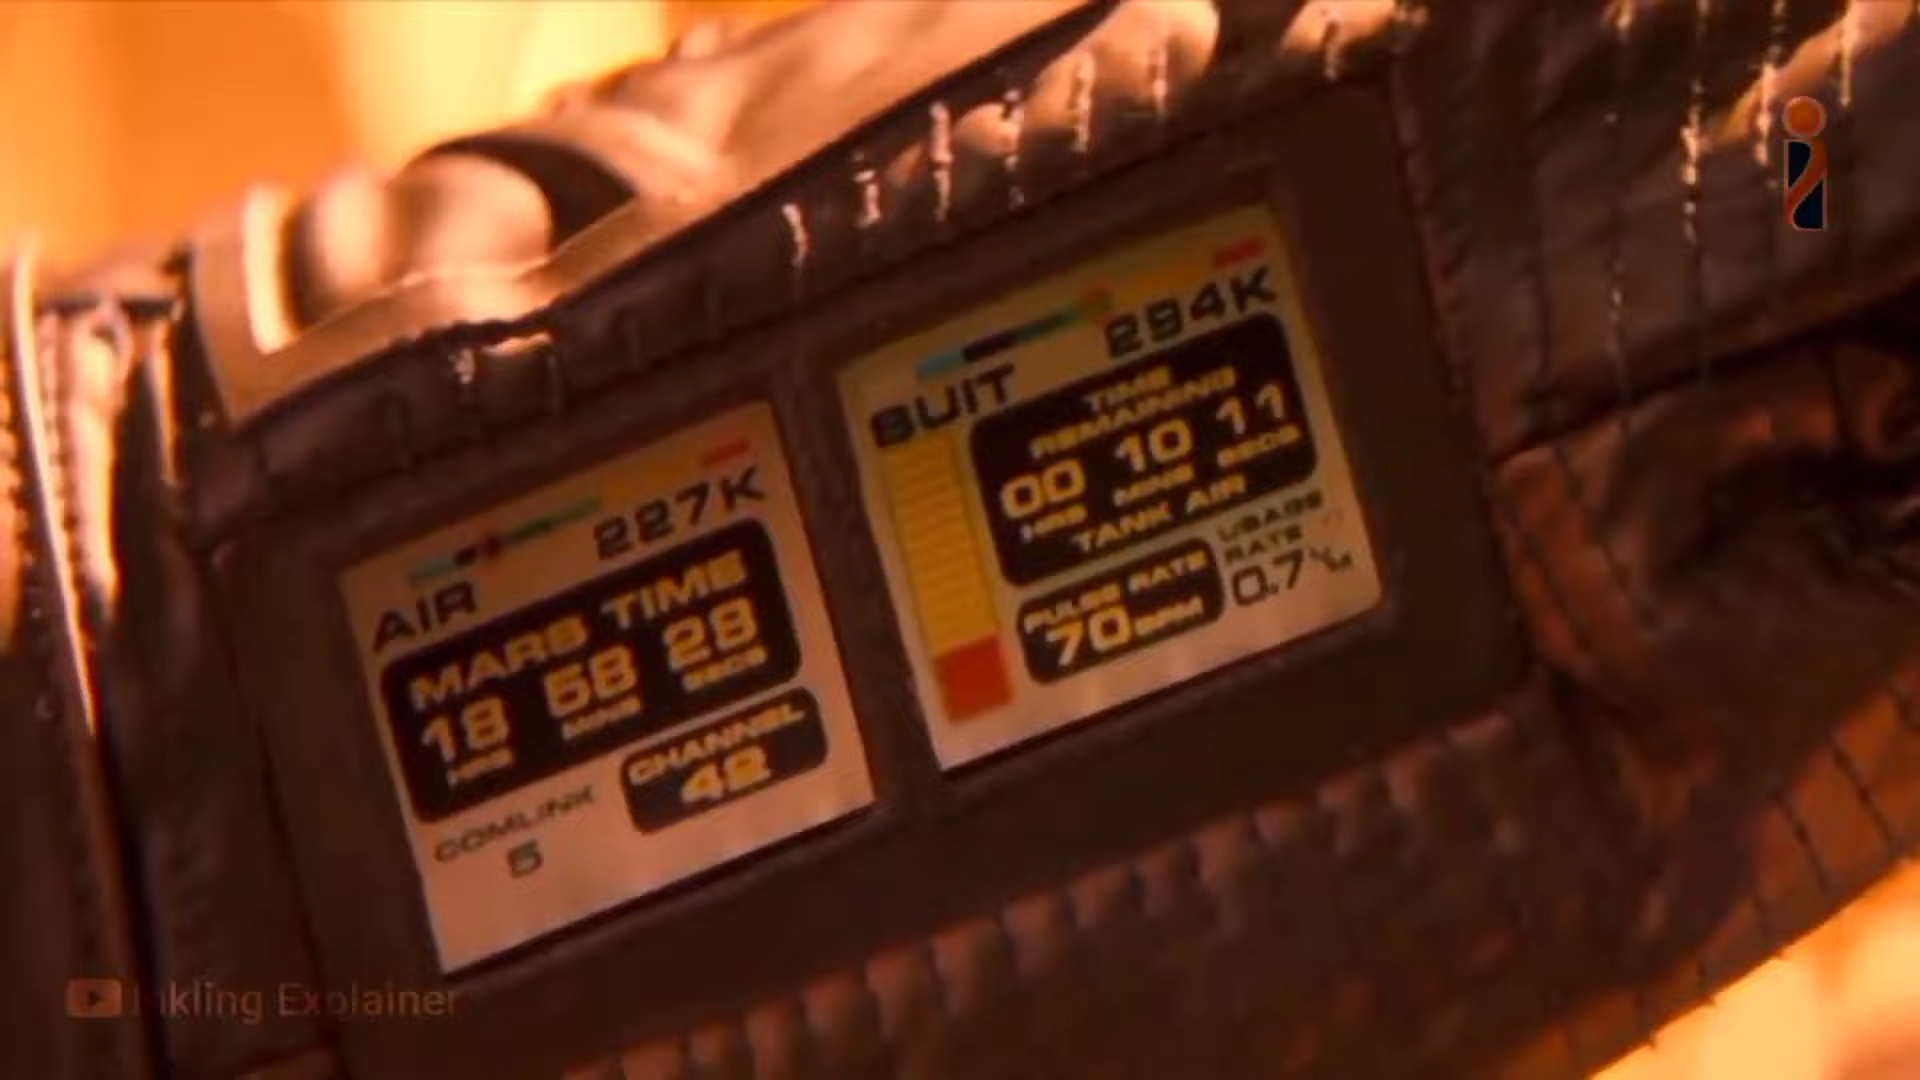 227K
AIR
MARS TIME
18 58 28
HRS MINS SECS
COMLINK
5
CHANNEL
42
294K
SUIT
TIME
REMAINING
00 10 11
HRS MINS SECS
TANK AIR
PULSE RATE
70 BPM
USAGE
RATE
0.7
Inkling Explainer